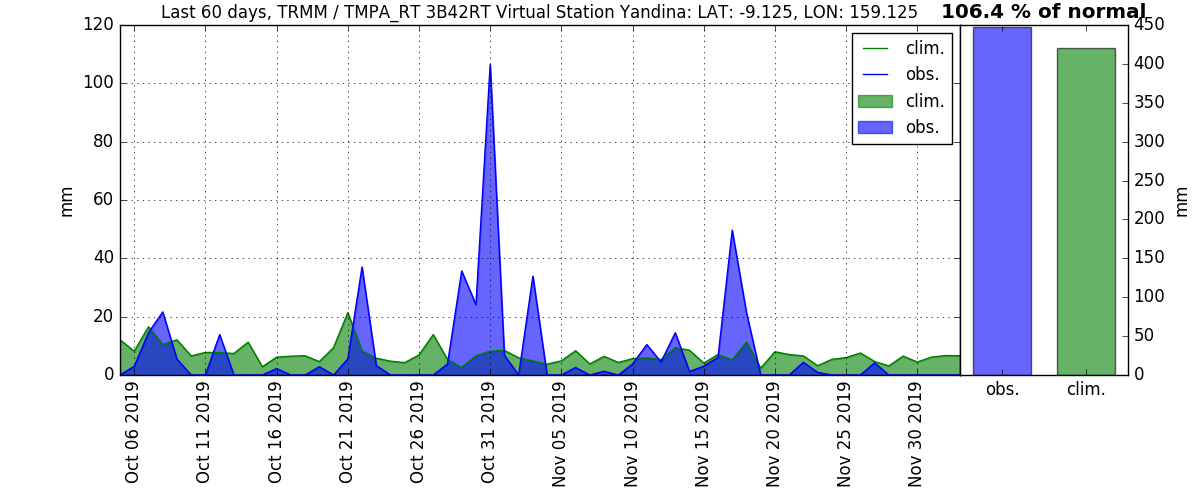 Last 60 days, TRMM / TMPA_RT 3B42RT Virtual Station Yandina: LAT: -9.125, LON: 159.125
106.4 % of normal
120
100
80
60
40
20
0
mm
clim.
obs.
clim.
obs.
450
400
350
300
250
200
150
100
50
0
mm
Oct 06 2019
Oct 11 2019
Oct 16 2019
Oct 21 2019
Oct 26 2019
Oct 31 2019
Nov 05 2019
Nov 10 2019
Nov 15 2019
Nov 20 2019
Nov 25 2019
Nov 30 2019
obs.
clim.